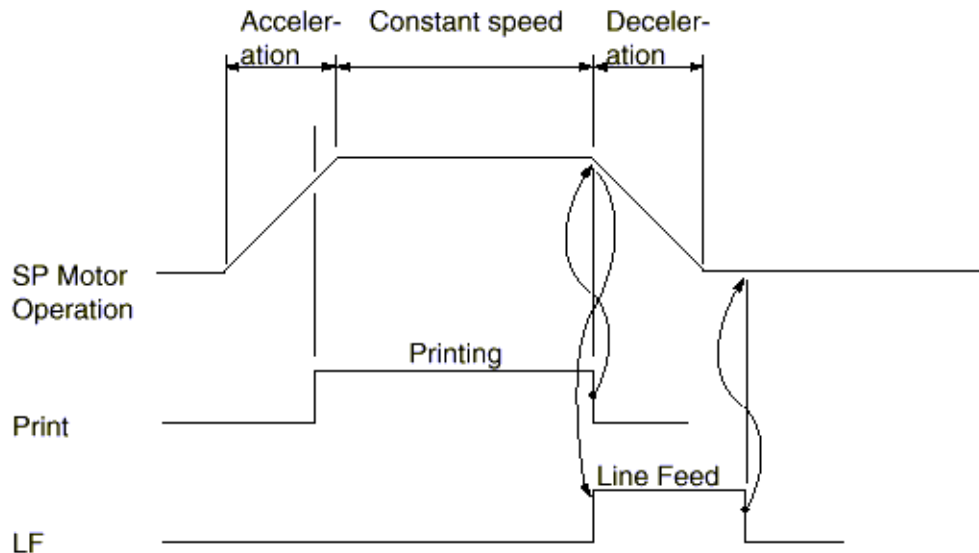 Acceler-
ation
Constant speed
Deceler-
ation
SP Motor
Operation
Printing
Print
Line Feed
LF